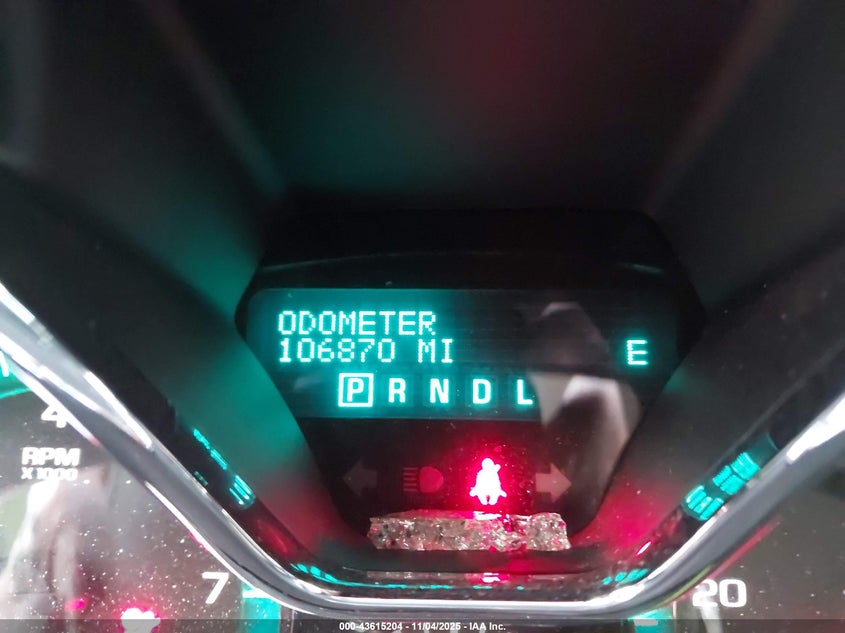 ODOMETER
106870 MI E
P R N D L
4
RPM
X 1000
7 20
000-43615204 - 11/04/2025 - IAA Inc.